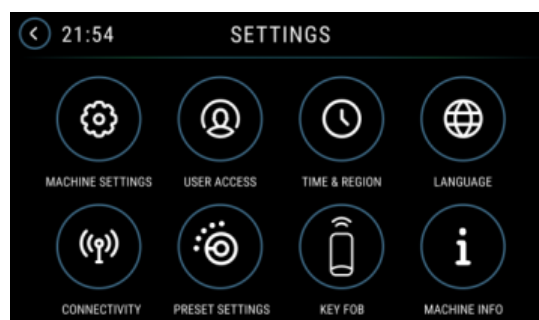 21:54 SETTINGS
MACHINE SETTINGS USER ACCESS TIME & REGION LANGUAGE
CONNECTIVITY PRESET SETTINGS KEY FOB MACHINE INFO